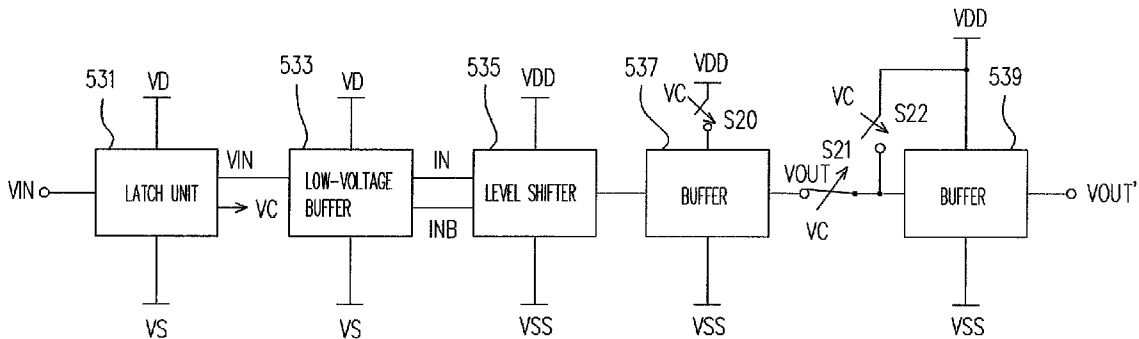 VDD
531
VD
533
VD
535
VDD
537
VDD
VC
S20
VC
S22
539
VIN
LATCH UNIT
VIN
VC
LOW-VOLTAGE
BUFFER
IN
INB
LEVEL SHIFTER
BUFFER
VOUT
S21
VC
BUFFER
VOUT'
VS
VS
VSS
VSS
VSS